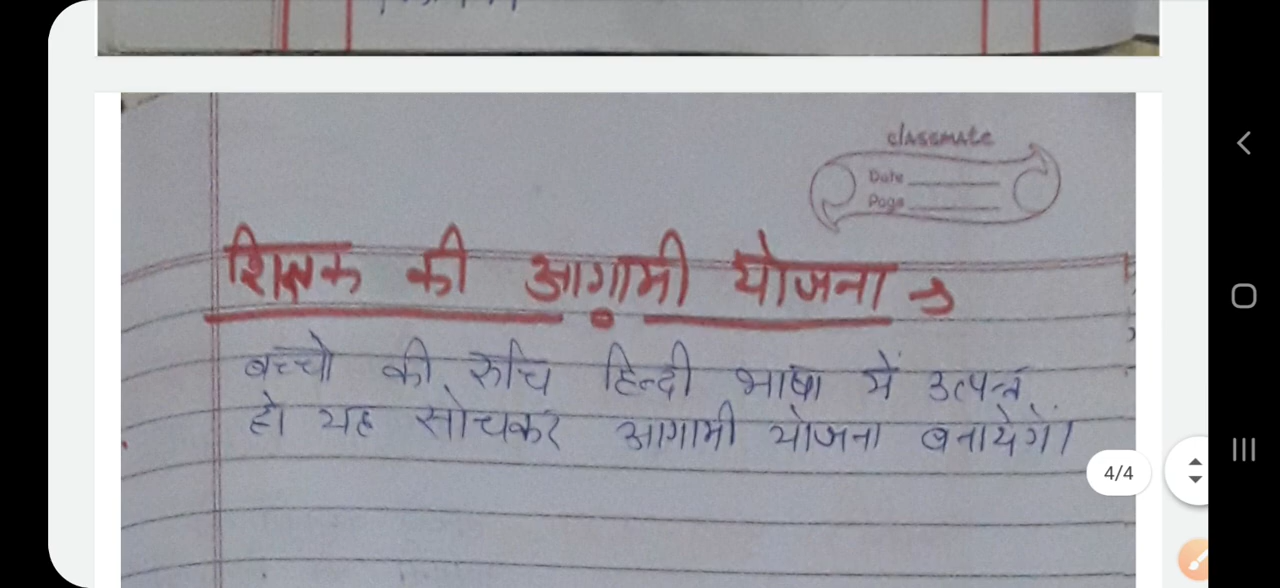 classmate
Date
Page
शिक्षक की आगामी योजना →
बच्चो की रुचि हिन्दी भाषा में उत्पन्न
हो यह सोचकर आगामी योजना बनायेगें।
4/4